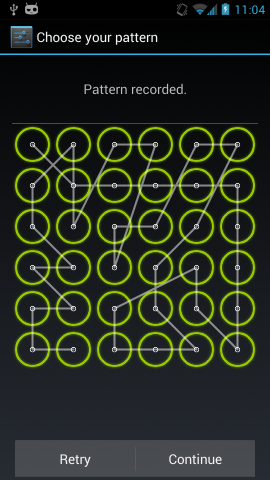 11:04
Choose your pattern
Pattern recorded.
Retry
Continue